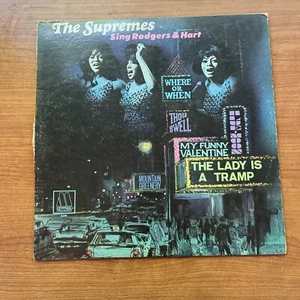 The Supremes
Sing Rodgers & Hart
WHERE
OR
WHEN
THOU
SWELL
MY FUNNY
VALENTINE
THE LADY IS
A TRAMP
MOUNTAIN
GREENERY